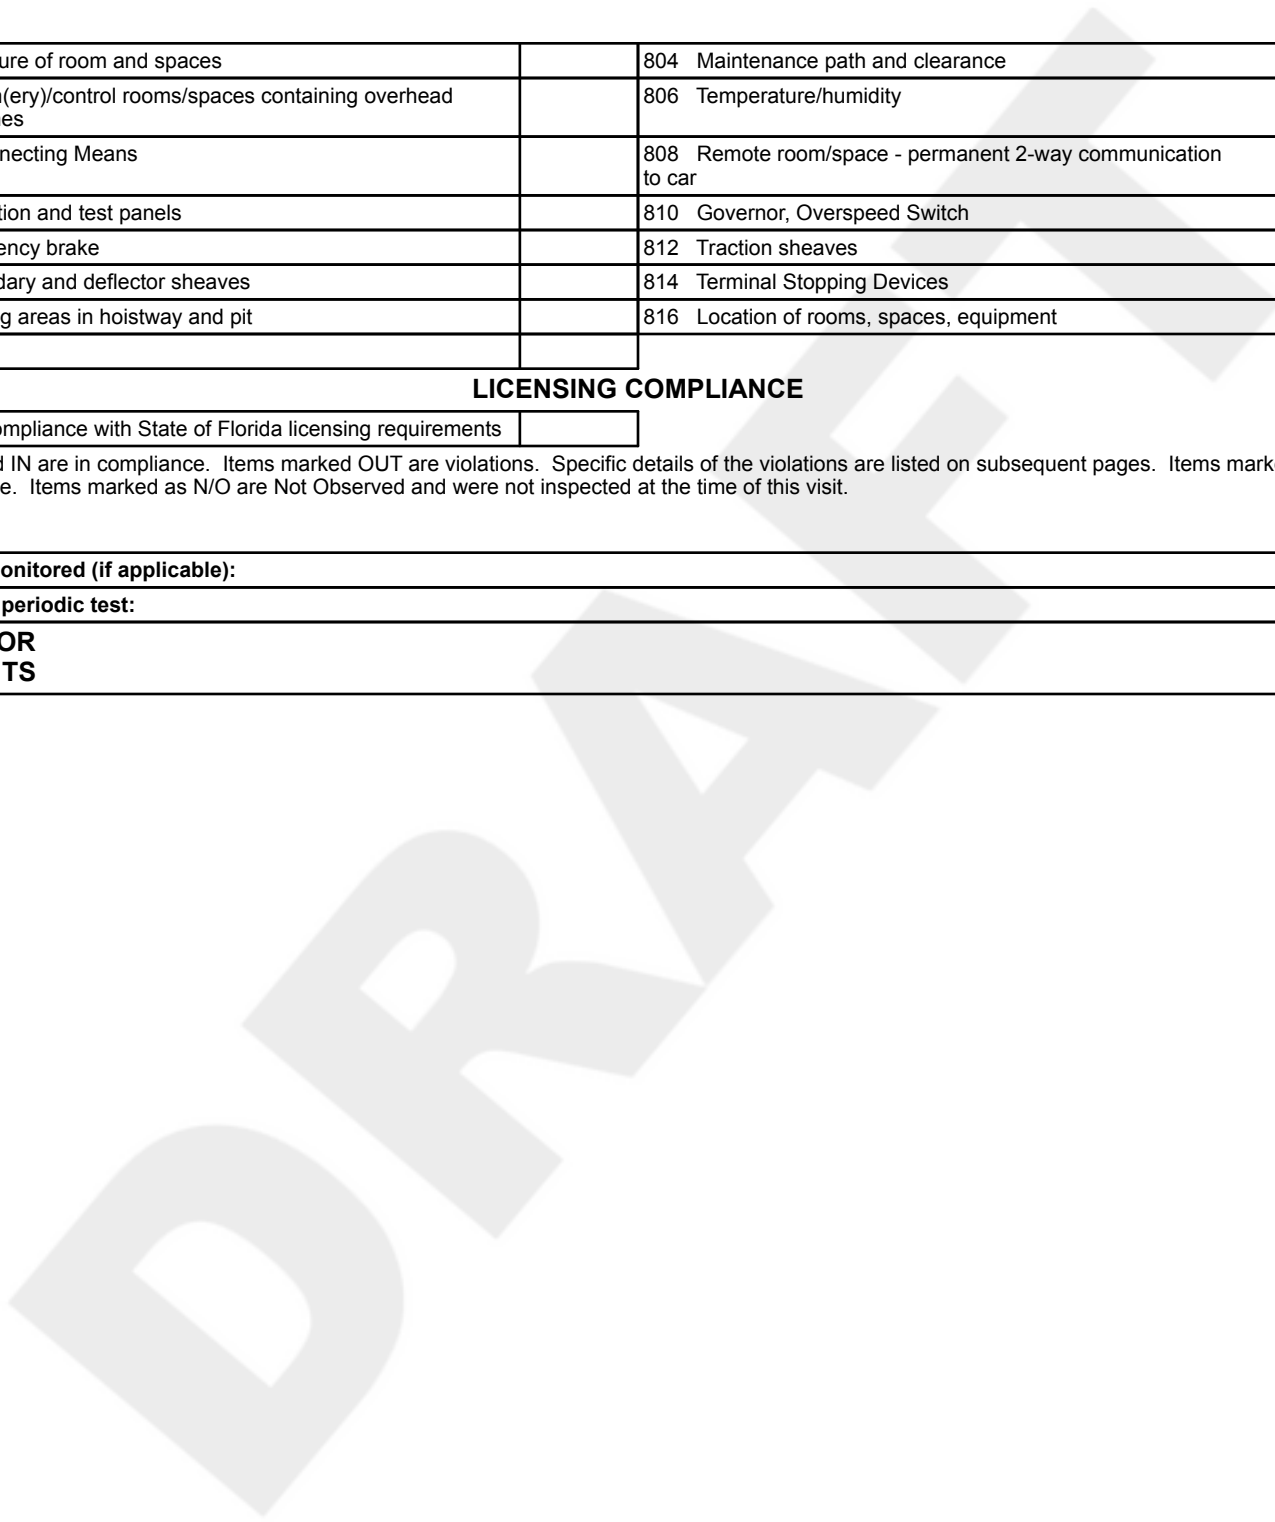 ure of room and spaces
804 Maintenance path and clearance
(ery)/control rooms/spaces containing overhead
es
806 Temperature/humidity
necting Means
808 Remote room/space - permanent 2-way communication
to car
tion and test panels
810 Governor, Overspeed Switch
ency brake
812 Traction sheaves
dary and deflector sheaves
814 Terminal Stopping Devices
g areas in hoistway and pit
816 Location of rooms, spaces, equipment
LICENSING COMPLIANCE
ompliance with State of Florida licensing requirements
d IN are in compliance. Items marked OUT are violations. Specific details of the violations are listed on subsequent pages. Items mark
e. Items marked as N/O are Not Observed and were not inspected at the time of this visit.
onitored (if applicable):
periodic test:
OR
TS
DRAFT